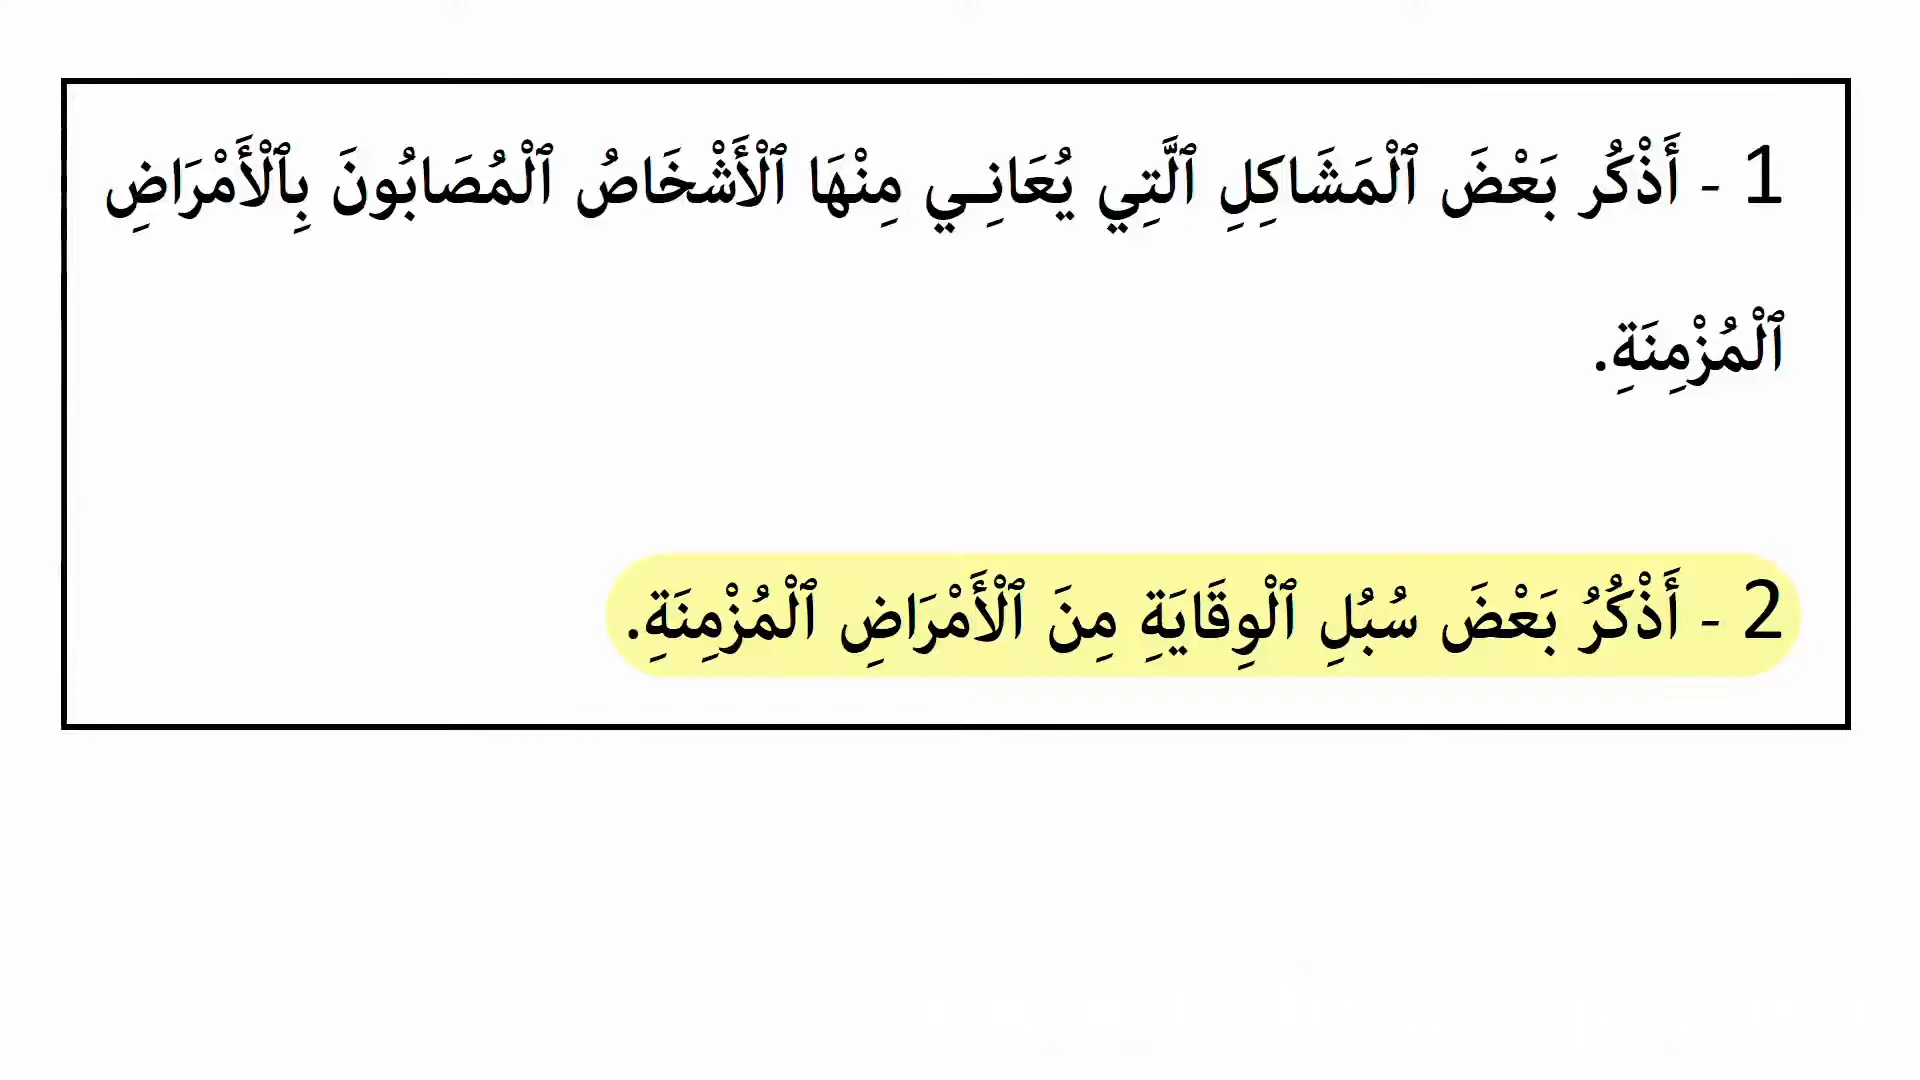 1 - أَذْكُر بَعْضَ ٱلْمَشَاكِلِ ٱلَّتِي يُعَانِـي مِنْهَا ٱلْأَشْخَاصُ ٱلْمُصَابُونَ بِٱلْأَمْرَاضِ
ٱلْمُزْمِنَةِ.
2 - أَذْكُرُ بَعْضَ سُبُلِ ٱلْوِقَايَةِ مِنَ ٱلْأَمْرَاضِ ٱلْمُزْمِنَةِ.